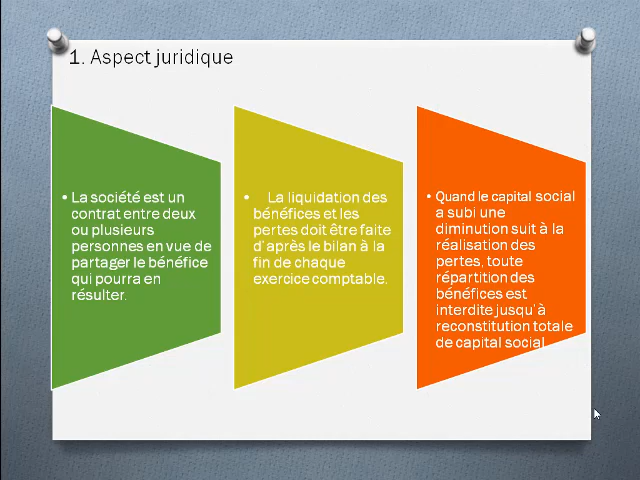 1. Aspect juridique
• La société est un
contrat entre deux
ou plusieurs
personnes en vue de
partager le bénéfice
qui pourra en
résulter.
• La liquidation des
bénéfices et les
pertes doit être faite
d'après le bilan à la
fin de chaque
exercice comptable.
• Quand le capital social
a subi une
diminution suit à la
réalisation des
pertes, toute
répartition des
bénéfices est
interdite jusqu'à
reconstitution totale
de capital social